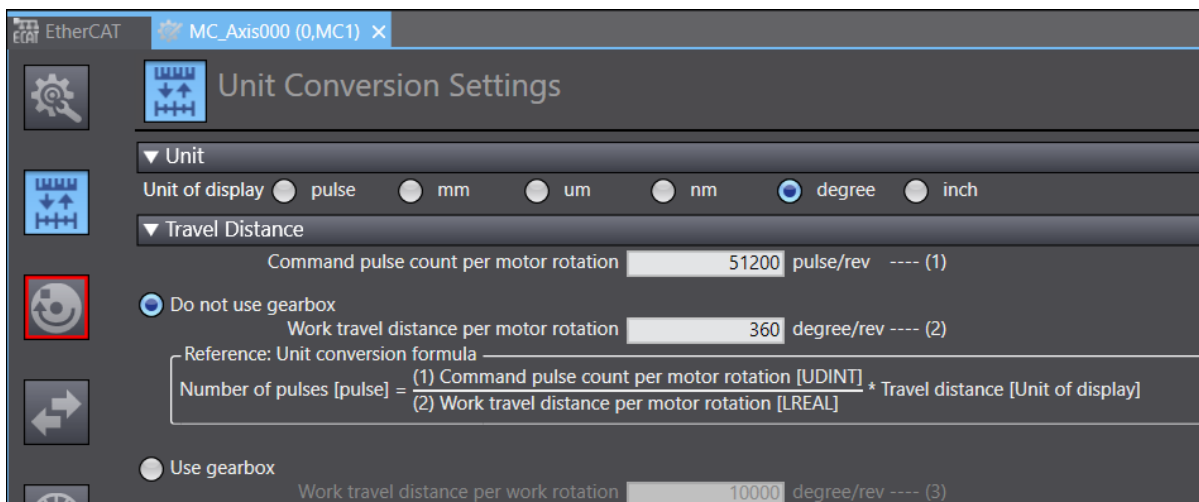 ECAT EtherCAT MC_Axis000 (0,MC1) ×
Unit Conversion Settings
▼ Unit
Unit of display pulse mm um nm degree inch
▼ Travel Distance
Command pulse count per motor rotation 51200 pulse/rev ---- (1)
Do not use gearbox
Work travel distance per motor rotation 360 degree/rev ---- (2)
Reference: Unit conversion formula
Number of pulses [pulse] = (1) Command pulse count per motor rotation [UDINT] * Travel distance [Unit of display]
(2) Work travel distance per motor rotation [LREAL]
Use gearbox
Work travel distance per work rotation 10000 degree/rev ---- (3)